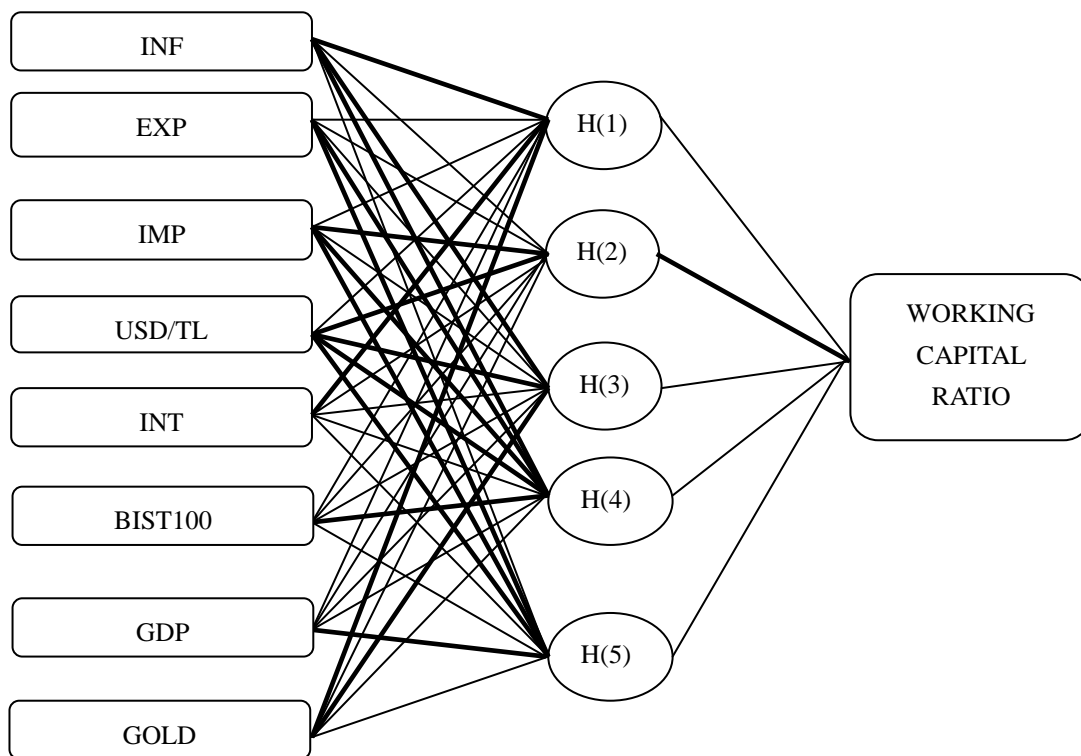 INF
EXP
IMP
USD/TL
INT
BIST100
GDP
GOLD
H(1)
H(2)
H(3)
H(4)
H(5)
WORKING
CAPITAL
RATIO